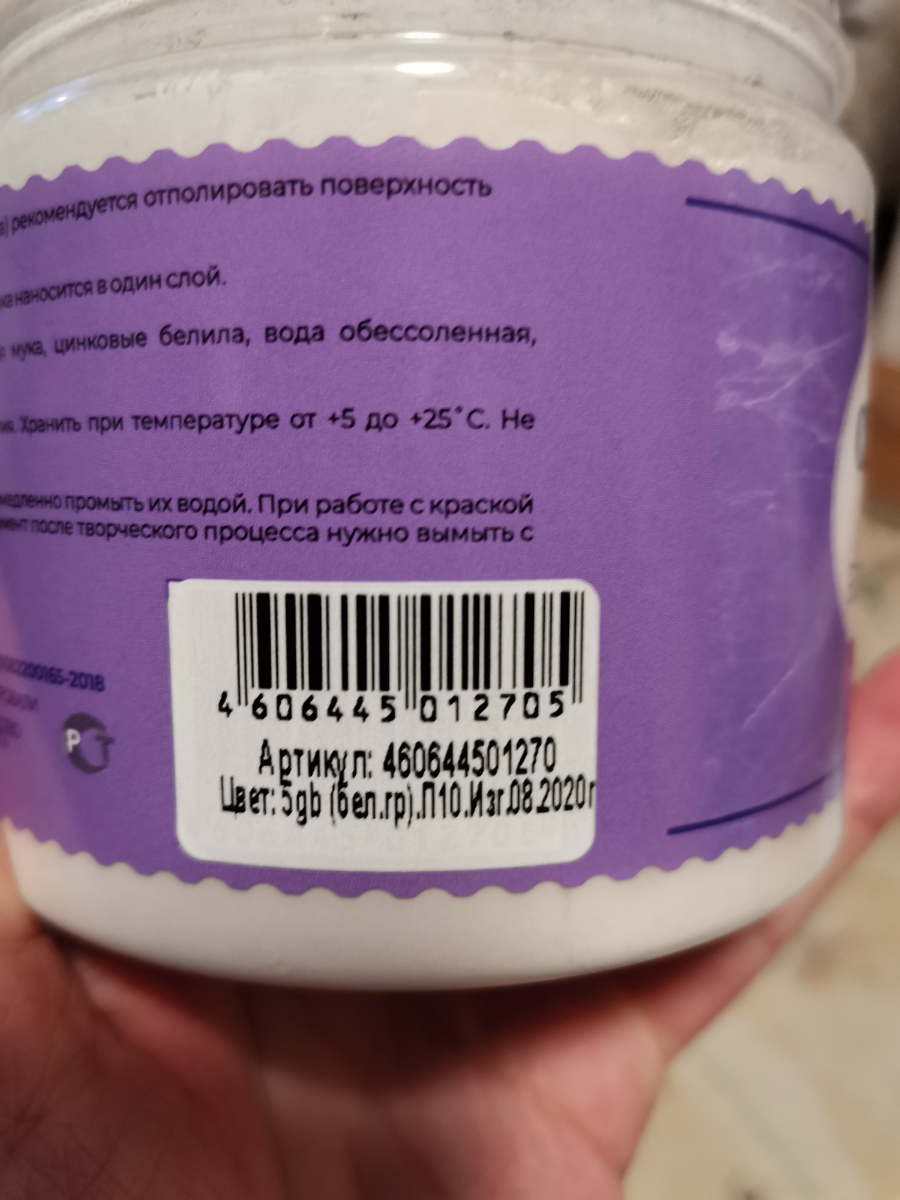 рекомендуется отполировать поверхность
наносится в один слой.
мука, цинковые белила, вода обессоленная,
Хранить при температуре от +5 до +25°С. Не
промыть их водой. При работе с краской
после творческого процесса нужно вымыть с
-2018
РСТ
4 606445 012705
Артикул: 460644501270
Цвет: 5gb (бел.гр).П10.Изг.08.2020г